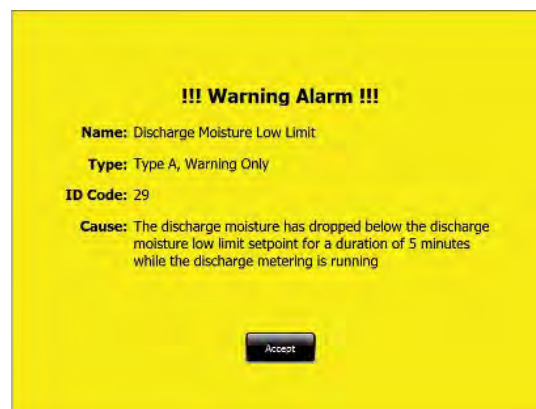 !!! Warning Alarm !!!
Name: Discharge Moisture Low Limit
Type: Type A, Warning Only
ID Code: 29
Cause: The discharge moisture has dropped below the discharge
moisture low limit setpoint for a duration of 5 minutes
while the discharge metering is running
Accept